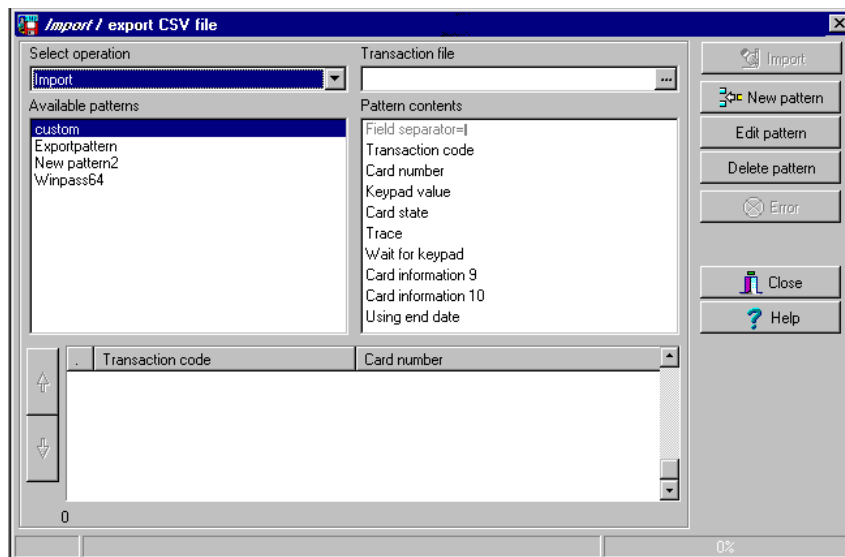 Import / export CSV file
Select operation
Transaction file
Import
Import
...
Available patterns
Pattern contents
New pattern
custom
Exportpattern
New pattern2
Winpass64
Field separator=|
Transaction code
Card number
Keypad value
Card state
Trace
Wait for keypad
Card information 9
Card information 10
Using end date
Edit pattern
Delete pattern
Error
Close
Help
. Transaction code Card number
0
0%